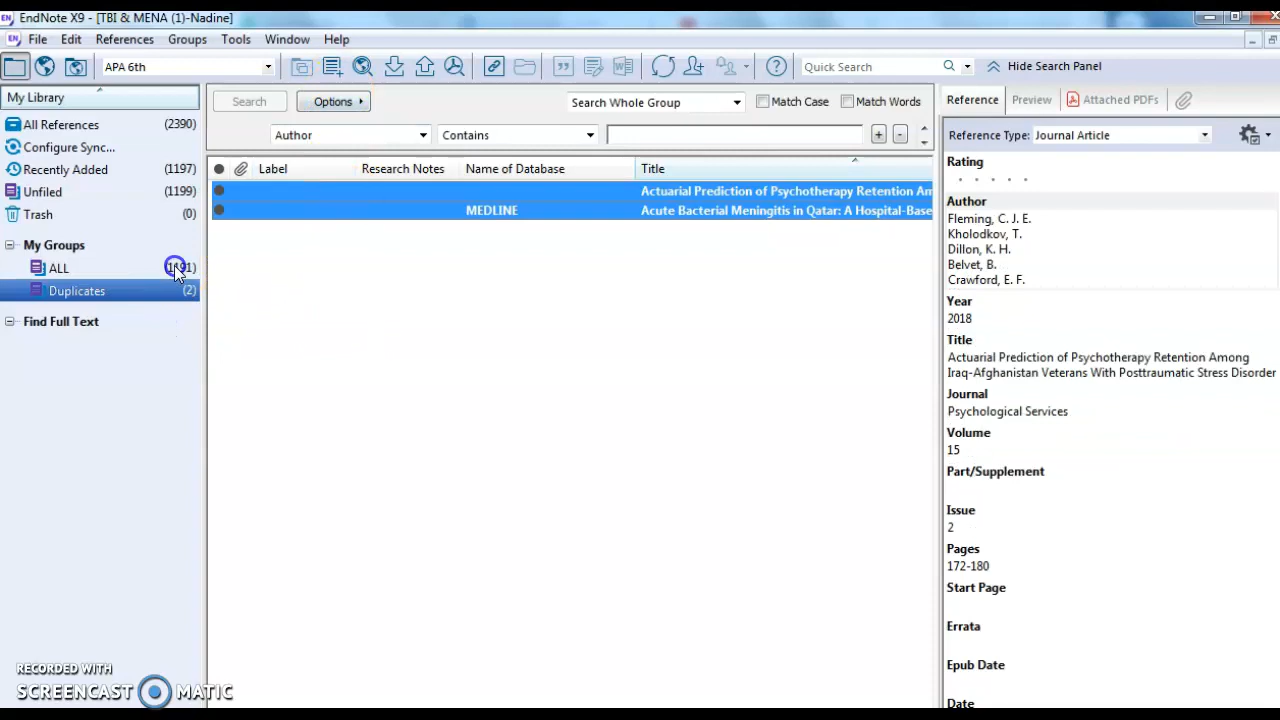 EndNote X9 - [TBI & MENA (1)-Nadine]
File Edit References Groups Tools Window Help
APA 6th
Quick Search
Hide Search Panel
My Library
All References (2390)
Configure Sync...
Recently Added (1197)
Unfiled (1199)
Trash (0)
My Groups
ALL
Duplicates (2)
Find Full Text
Search Options Search Whole Group Match Case Match Words
Author Contains + -
Label Research Notes Name of Database Title
Actuarial Prediction of Psychotherapy Retention Am
MEDLINE Acute Bacterial Meningitis in Qatar: A Hospital-Base
Reference Preview Attached PDFs
Reference Type: Journal Article
Rating
Author
Fleming, C. J. E.
Kholodkov, T.
Dillon, K. H.
Belvet, B.
Crawford, E. F.
Year
2018
Title
Actuarial Prediction of Psychotherapy Retention Among
Iraq-Afghanistan Veterans With Posttraumatic Stress Disorder
Journal
Psychological Services
Volume
15
Part/Supplement
Issue
2
Pages
172-180
Start Page
Errata
Epub Date
Date
RECORDED WITH
SCREENCAST MATIC